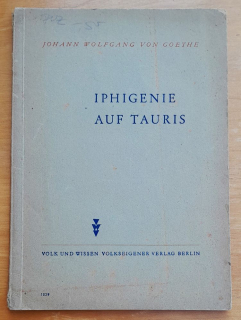 JOHANN WOLFGANG VON GOETHE
IPHIGENIE
AUF TAURIS
VOLK UND WISSEN VOLKSEIGENER VERLAG BERLIN